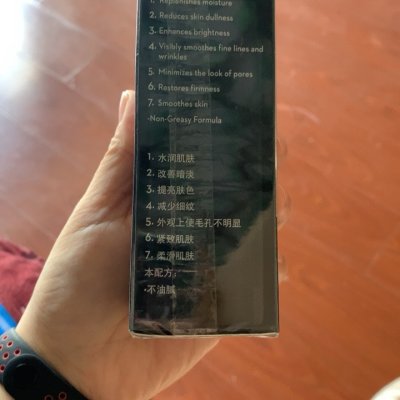 1. Replenishes moisture
2. Reduces skin dullness
3. Enhances brightness
4. Visibly smoothes fine lines and
wrinkles
5. Minimizes the look of pores
6. Restores firmness
7. Smoothes skin
·Non-Greasy Formula
1. 水润肌肤
2. 改善暗淡
3. 提亮肤色
4. 减少细纹
5. 外观上使毛孔不明显
6. 紧致肌肤
7. 柔滑肌肤
本配方:
·不油腻